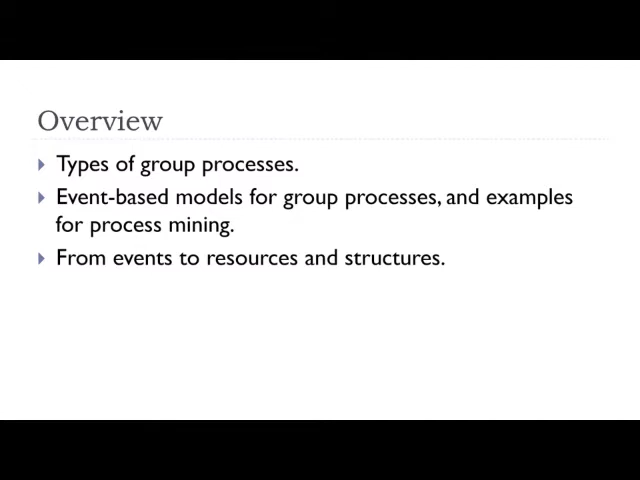 Overview
Types of group processes.
Event-based models for group processes, and examples
for process mining.
From events to resources and structures.